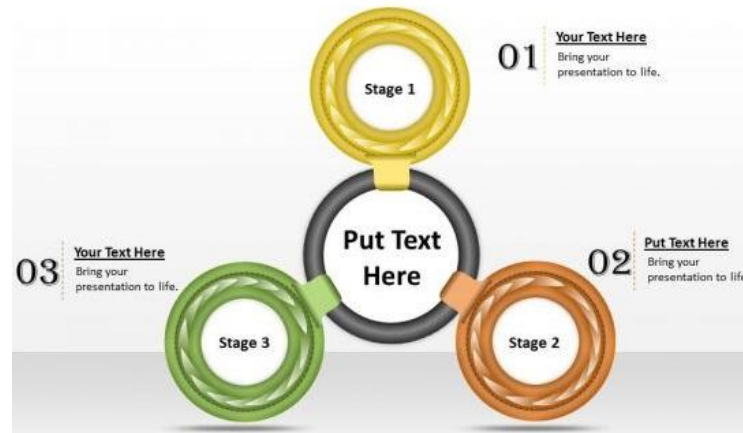 01
Your Text Here
Bring your
presentation to life.
Stage 1
Put Text
Here
02
Put Text Here
Bring your
presentation to life
Stage 2
03
Your Text Here
Bring your
presentation to life.
Stage 3